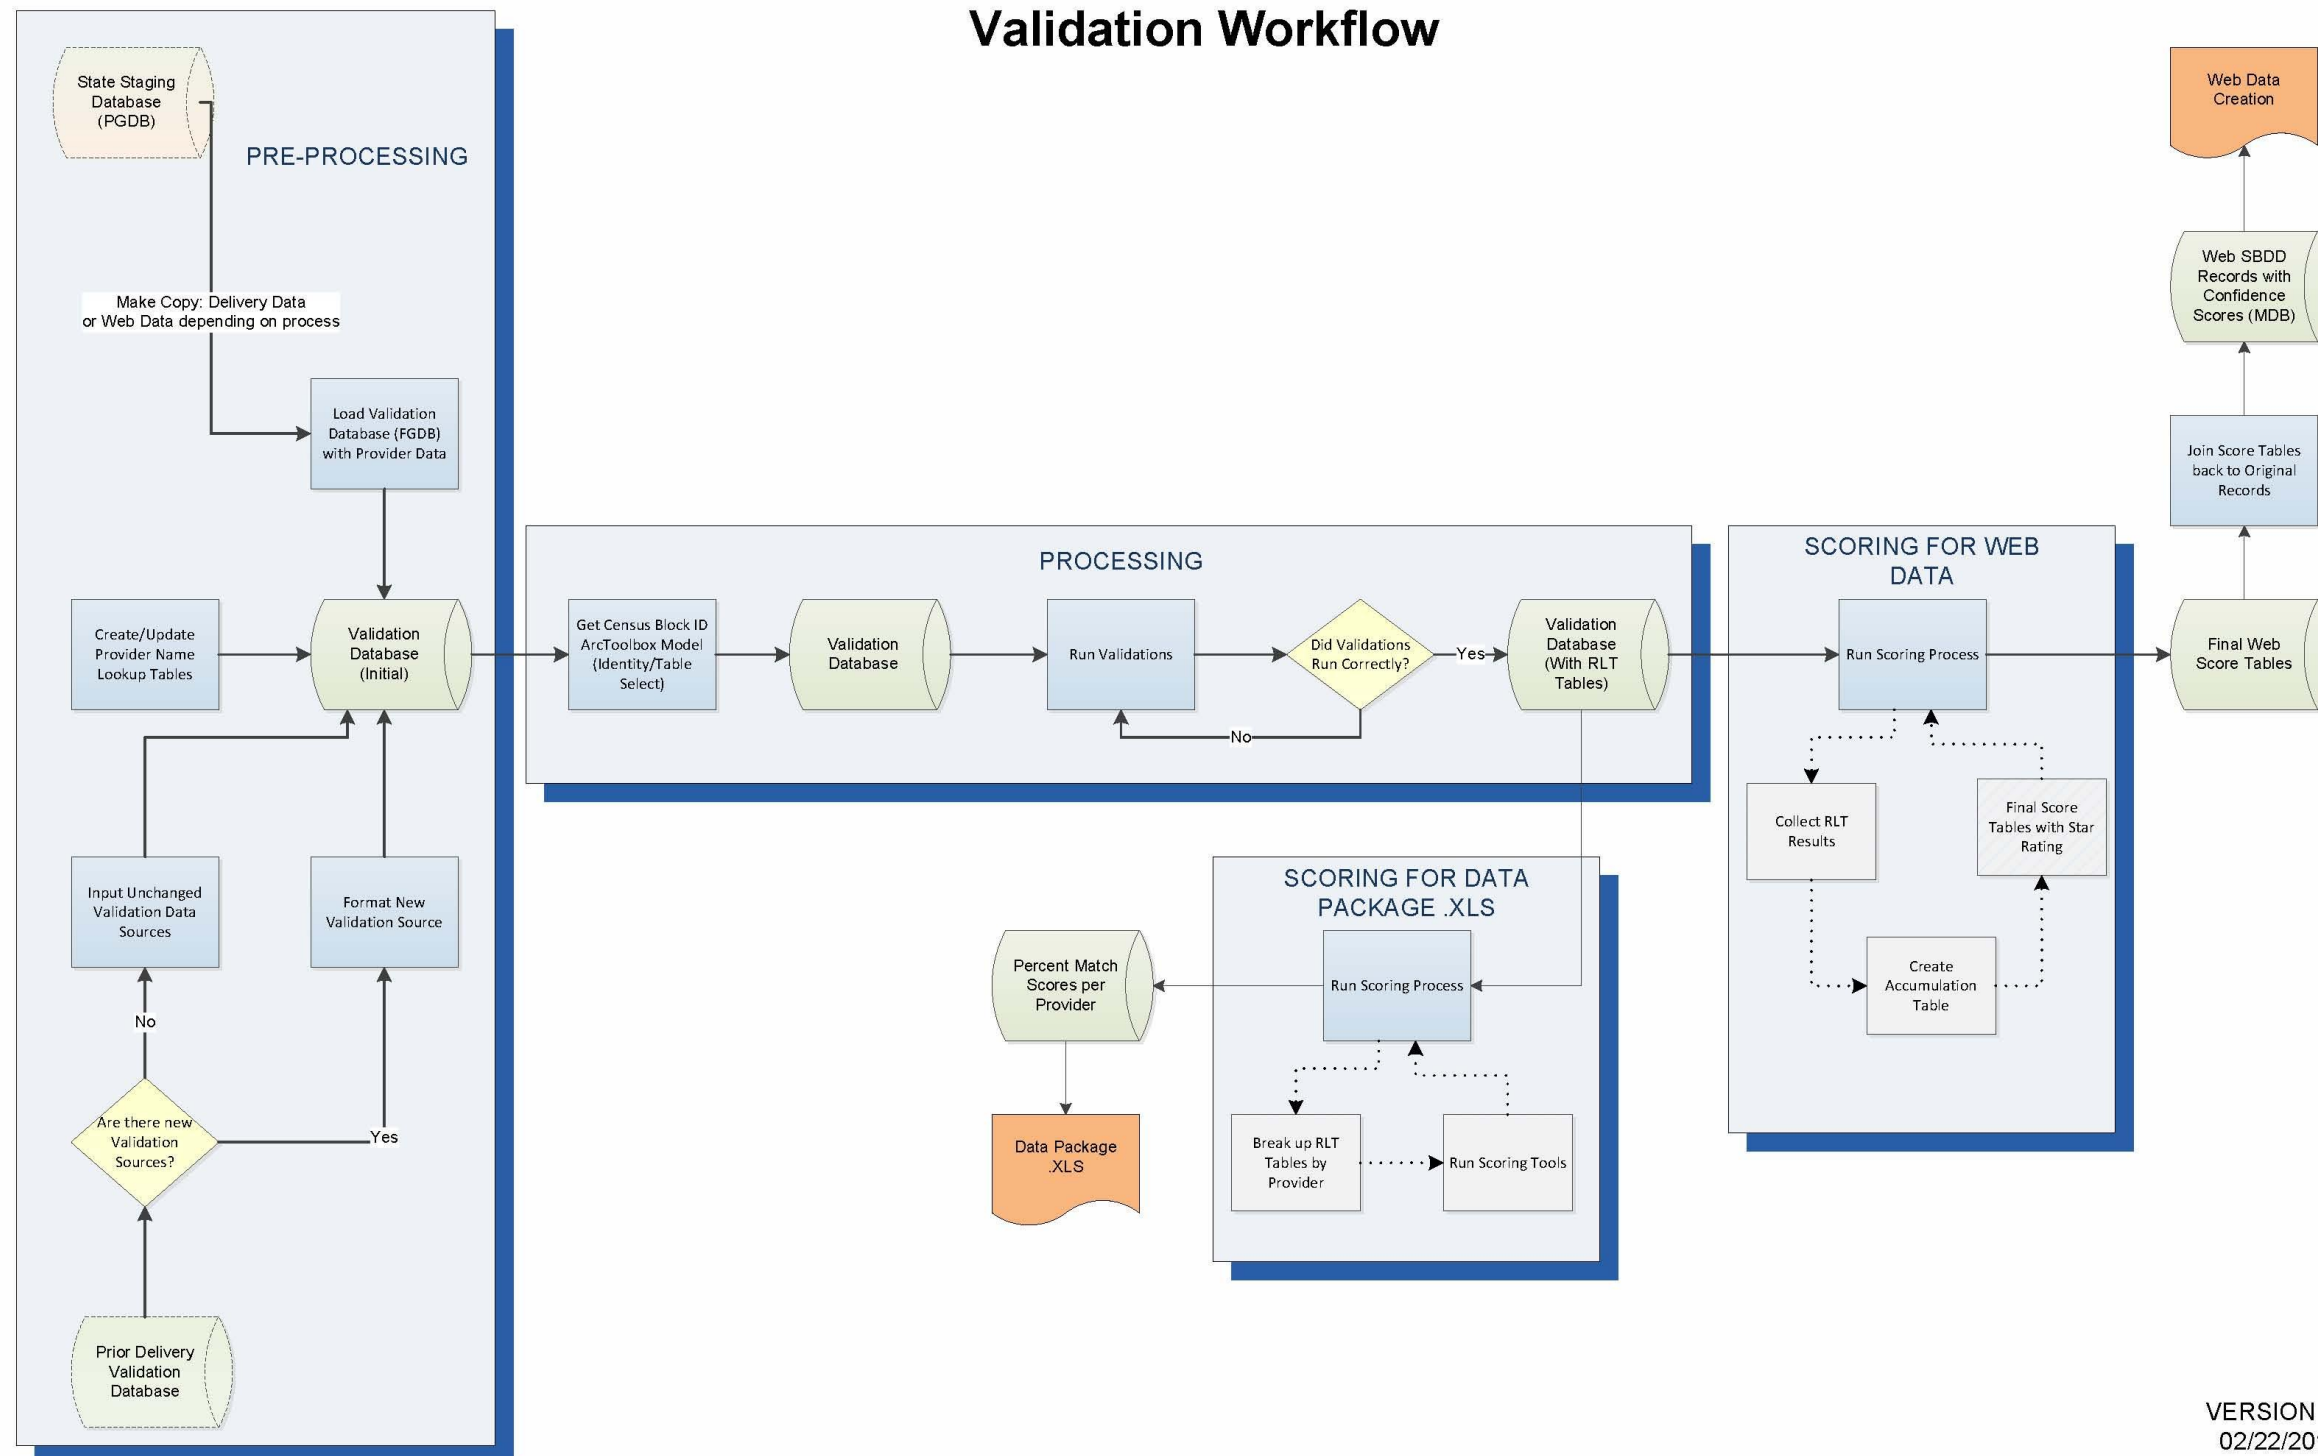 Validation Workflow
State Staging
Database
(PGDB)
PRE-PROCESSING
Make Copy: Delivery Data
or Web Data depending on process
Load Validation
Database (FGDB)
with Provider Data
Create/Update
Provider Name
Lookup Tables
Validation
Database
(Initial)
Input Unchanged
Validation Data
Sources
Format New
Validation Source
No
Yes
Are there new
Validation
Sources?
Prior Delivery
Validation
Database
PROCESSING
Get Census Block ID
ArcToolbox Model
(Identity/Table
Select)
Validation
Database
Run Validations
Did Validations
Run Correctly?
Yes
No
Validation
Database
(With RLT
Tables)
SCORING FOR DATA
PACKAGE .XLS
Run Scoring Process
Percent Match
Scores per
Provider
Data Package
.XLS
Break up RLT
Tables by
Provider
Run Scoring Tools
SCORING FOR WEB
DATA
Run Scoring Process
Collect RLT
Results
Create
Accumulation
Table
Final Score
Tables with Star
Rating
Final Web
Score Tables
Join Score Tables
back to Original
Records
Web SBDD
Records with
Confidence
Scores (MDB)
Web Data
Creation
VERSION
02/22/20